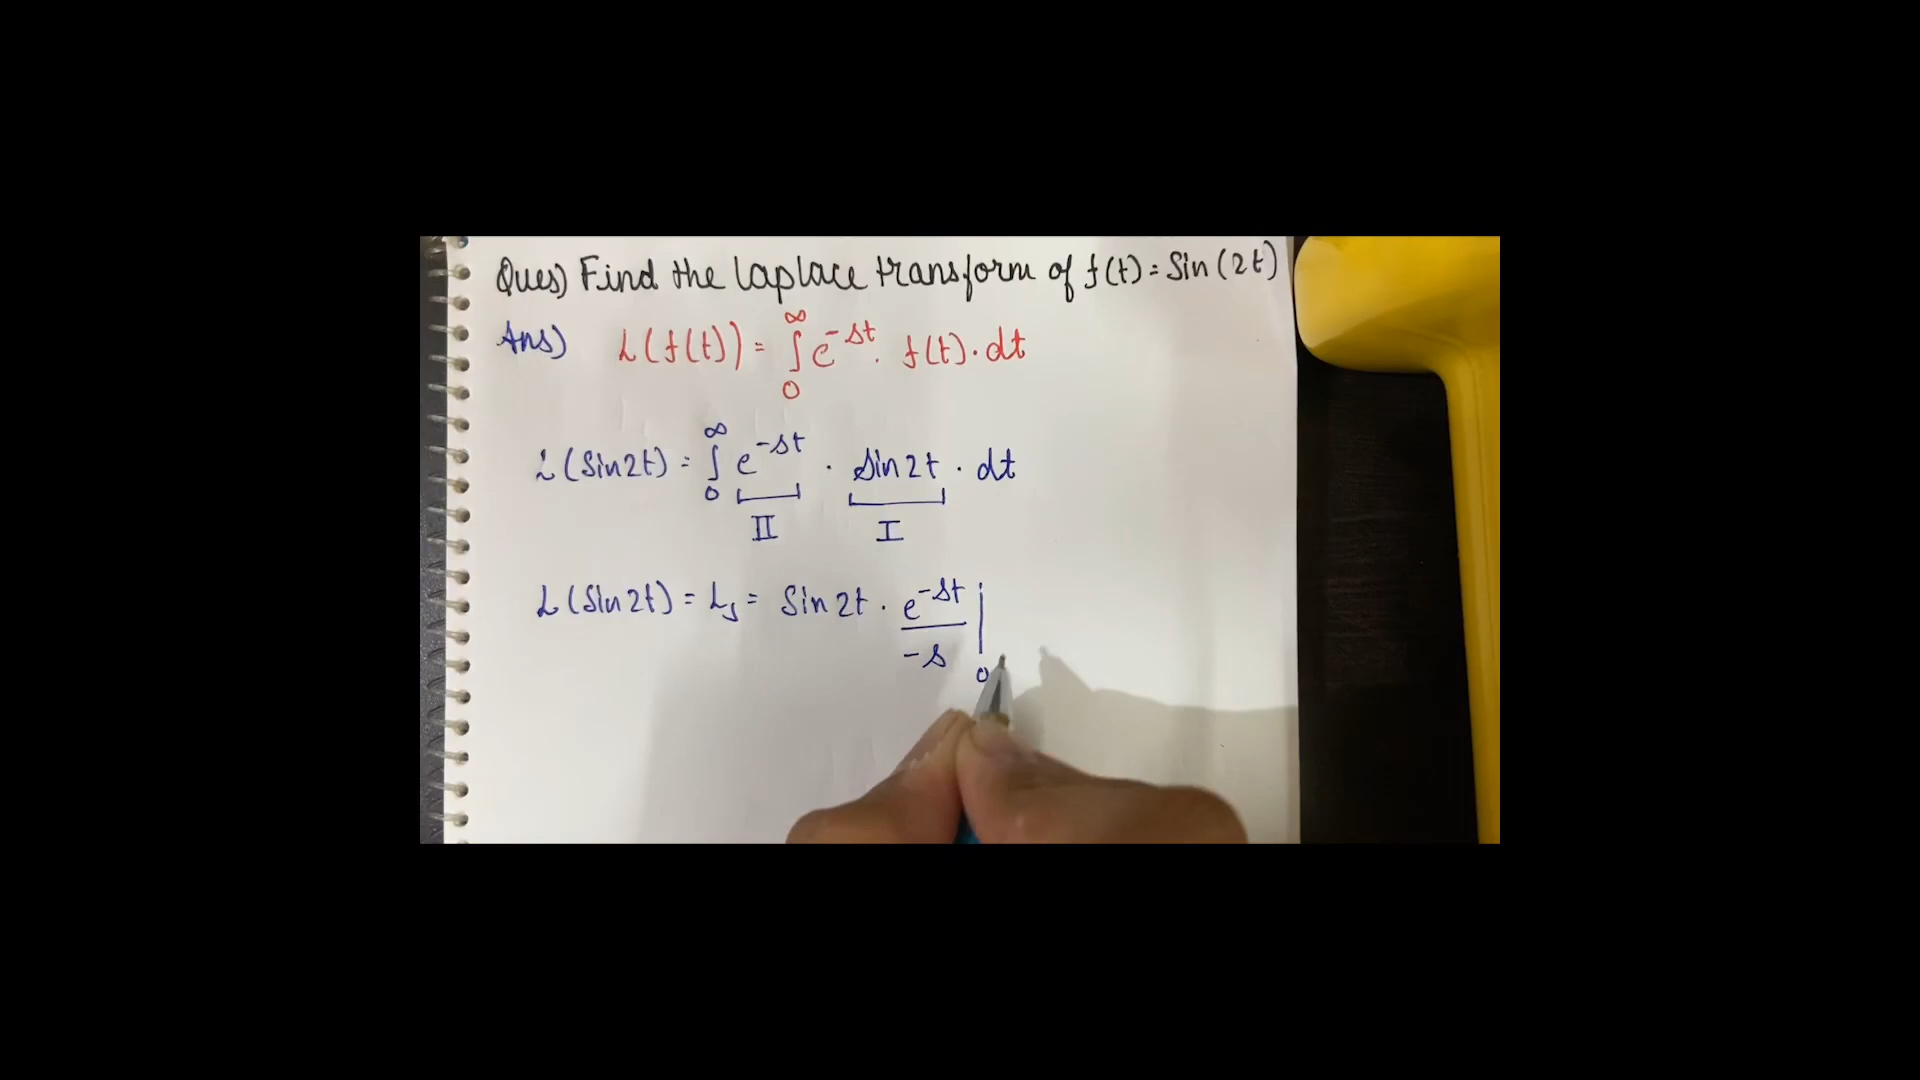 Ques) Find the Laplace transform of f(t) = Sin (2t)
Ans) L(f(t)) = ∫₀^∞ e^-st . f(t) · dt
L(Sin2t) = ∫₀^∞ e^-st · Sin2t · dt
II I
L(Sin2t) = Ls = Sin2t · e^-st/-s |₀